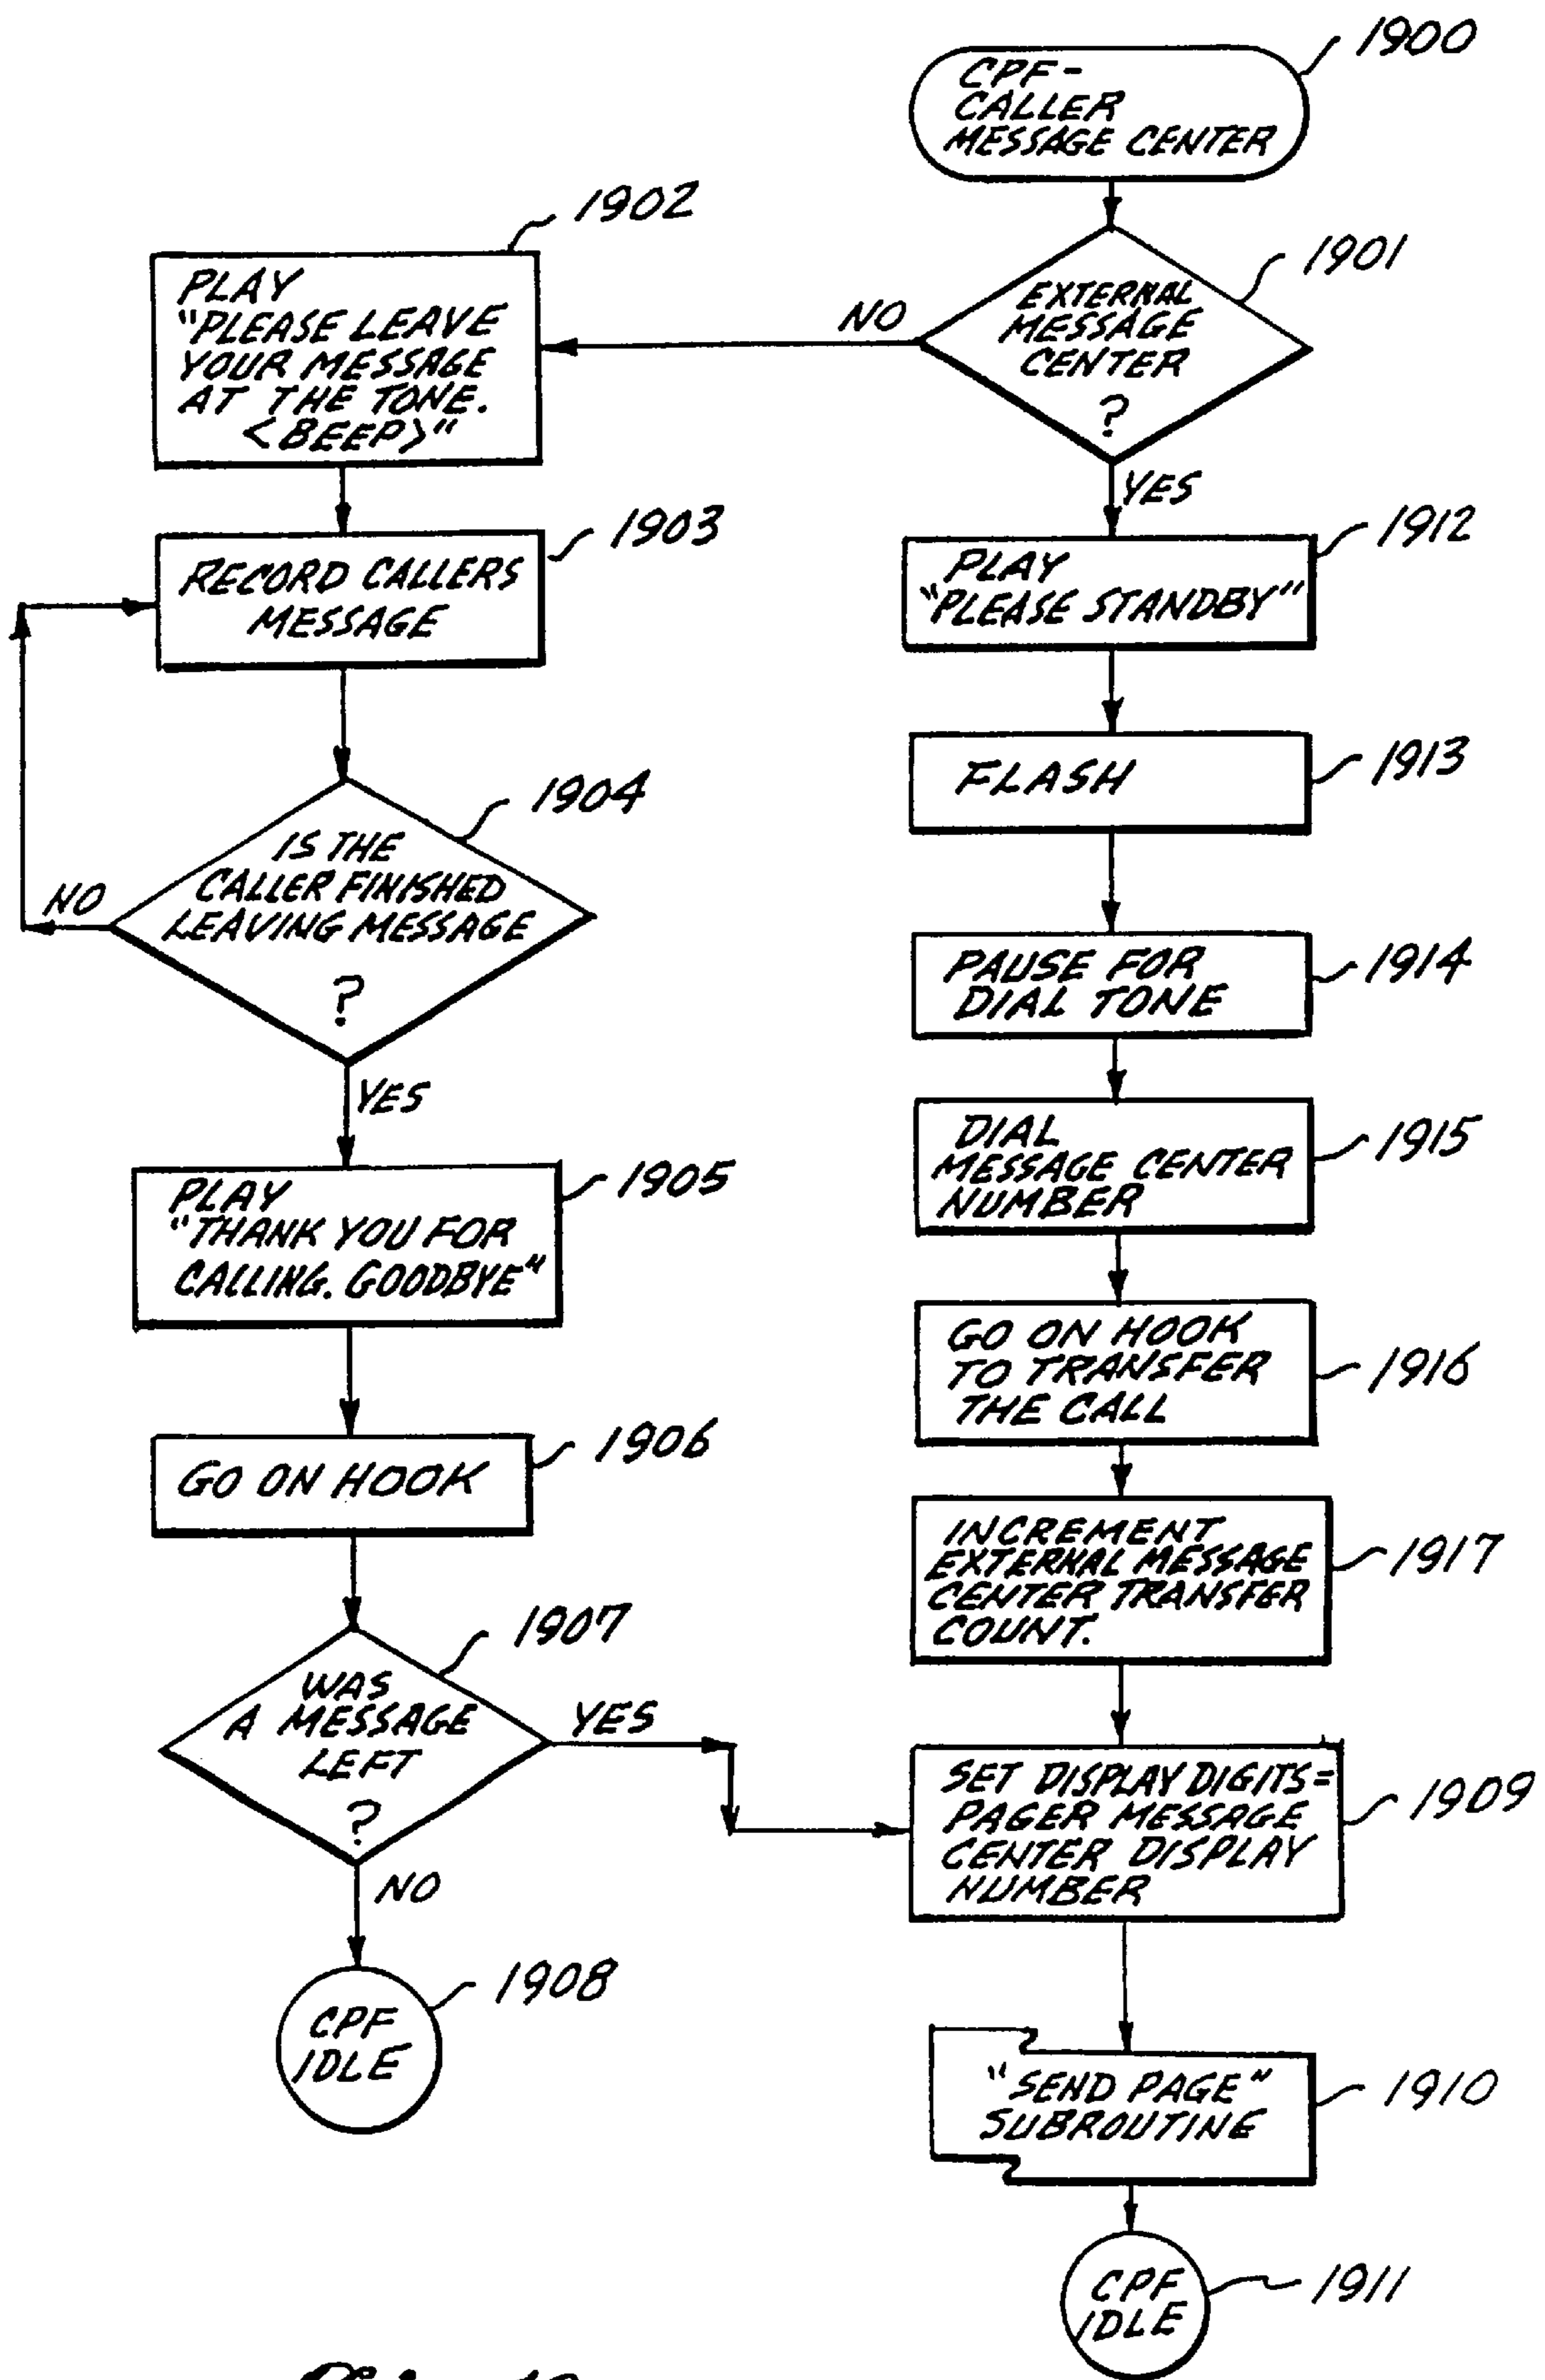 1900
CPF-
CALLER
MESSAGE CENTER
1901
EXTERNAL
MESSAGE
CENTER
?
NO
YES
1902
PLAY
"PLEASE LEAVE
YOUR MESSAGE
AT THE TONE.
<BEEP>"
1903
RECORD CALLERS
MESSAGE
1904
IS THE
CALLER FINISHED
LEAVING MESSAGE
?
NO
YES
1905
PLAY
"THANK YOU FOR
CALLING. GOODBYE"
1906
GO ON HOOK
1907
WAS
A MESSAGE
LEFT
?
YES
NO
1908
CPF
IDLE
1912
PLAY
"PLEASE STANDBY"
1913
FLASH
1914
PAUSE FOR
DIAL TONE
1915
DIAL
MESSAGE CENTER
NUMBER
1916
GO ON HOOK
TO TRANSFER
THE CALL
1917
INCREMENT
EXTERNAL MESSAGE
CENTER TRANSFER
COUNT.
1909
SET DISPLAY DIGITS=
PAGER MESSAGE
CENTER DISPLAY
NUMBER
1910
"SEND PAGE"
SUBROUTINE
1911
CPF
IDLE